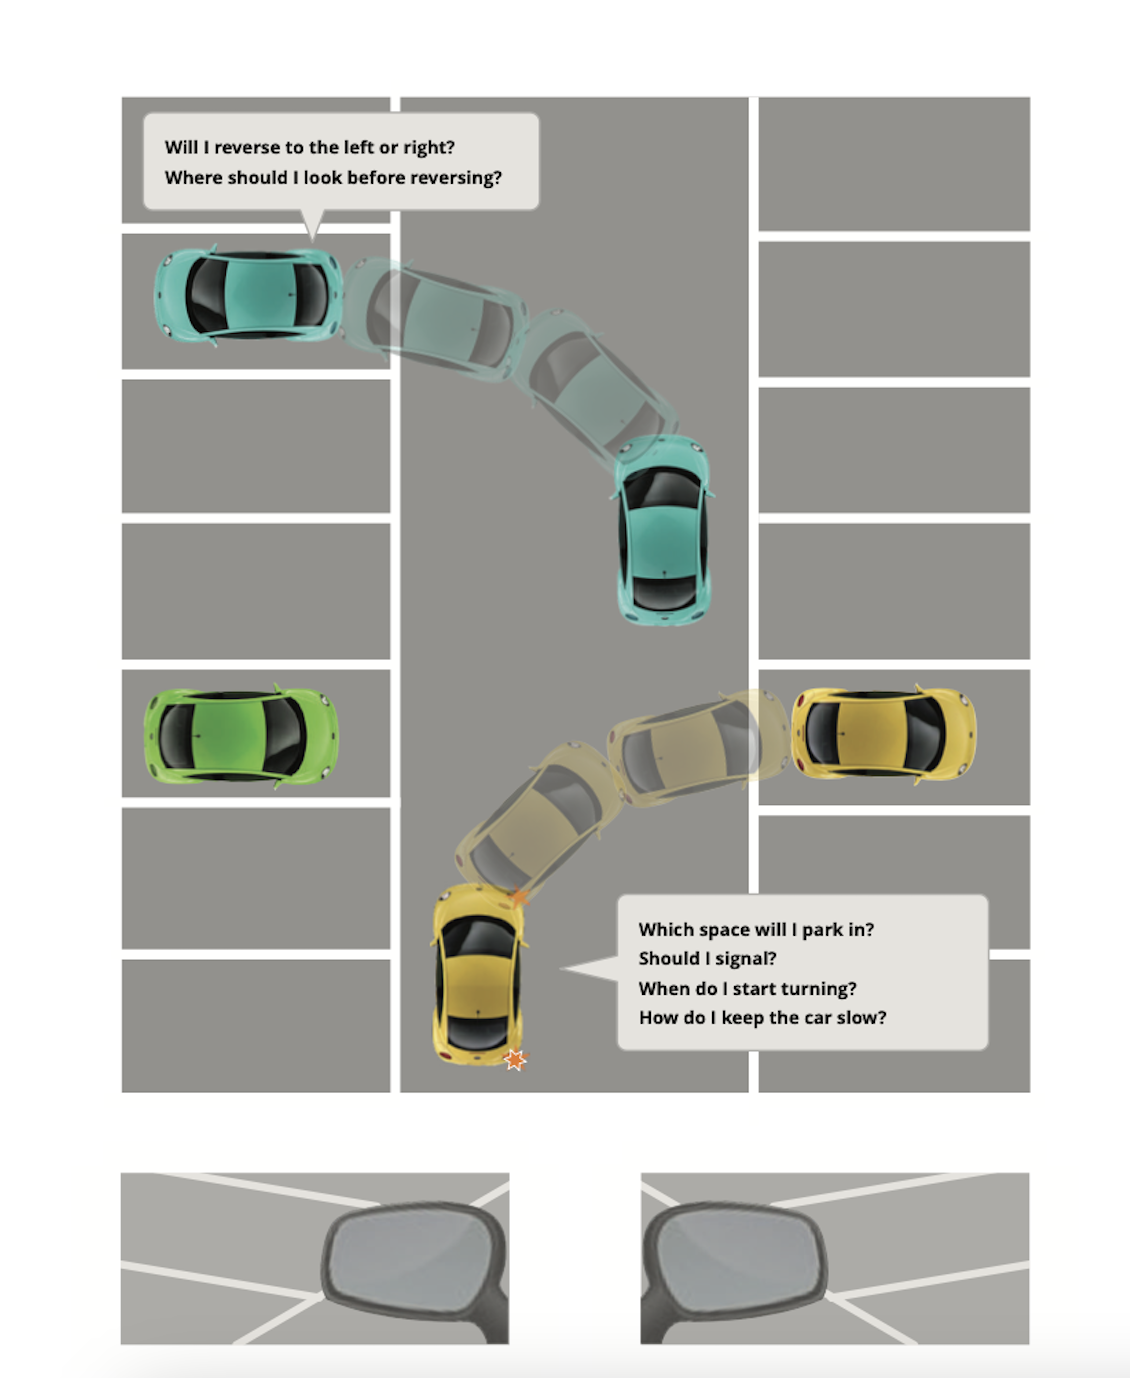 Will I reverse to the left or right?
Where should I look before reversing?
Which space will I park in?
Should I signal?
When do I start turning?
How do I keep the car slow?